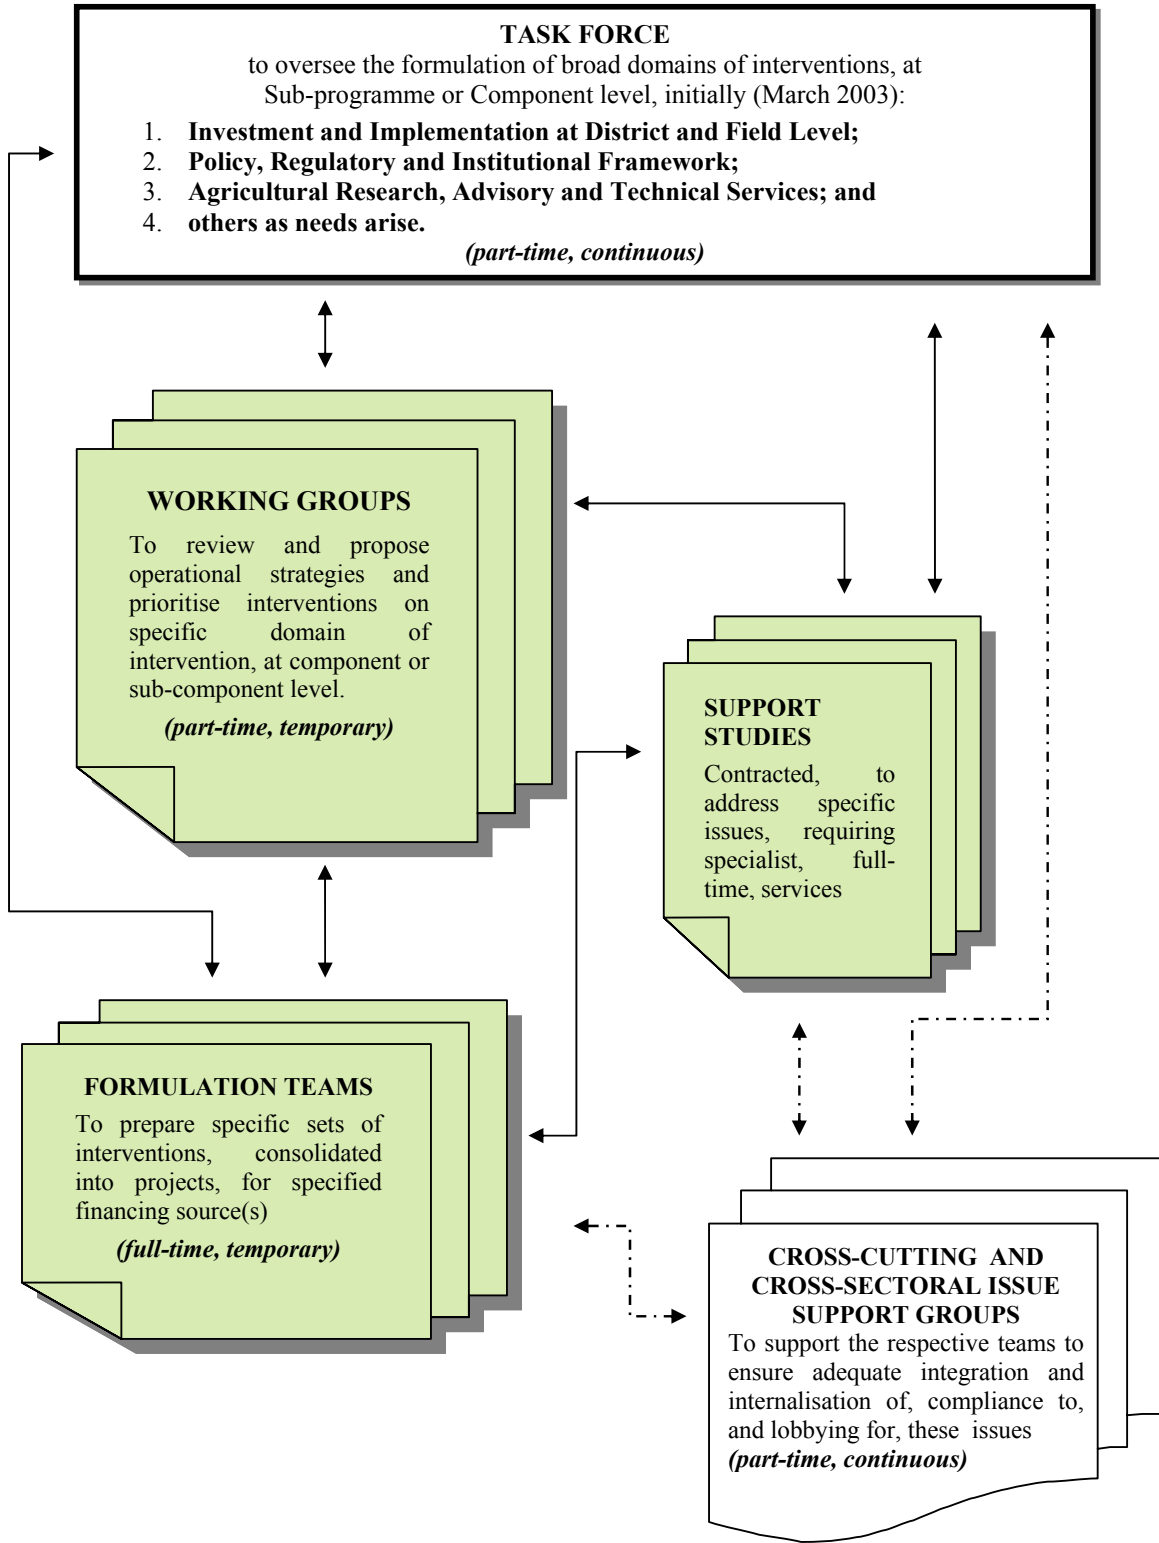 TASK FORCE
to oversee the formulation of broad domains of interventions, at
Sub-programme or Component level, initially (March 2003):
1. Investment and Implementation at District and Field Level;
2. Policy, Regulatory and Institutional Framework;
3. Agricultural Research, Advisory and Technical Services; and
4. others as needs arise.
(part-time, continuous)
WORKING GROUPS
To review and propose
operational strategies and
prioritise interventions on
specific domain of
intervention, at component or
sub-component level.
(part-time, temporary)
SUPPORT
STUDIES
Contracted, to
address specific
issues, requiring
specialist, full-
time, services
FORMULATION TEAMS
To prepare specific sets of
interventions, consolidated
into projects, for specified
financing source(s)
(full-time, temporary)
CROSS-CUTTING AND
CROSS-SECTORAL ISSUE
SUPPORT GROUPS
To support the respective teams to
ensure adequate integration and
internalisation of, compliance to,
and lobbying for, these issues
(part-time, continuous)